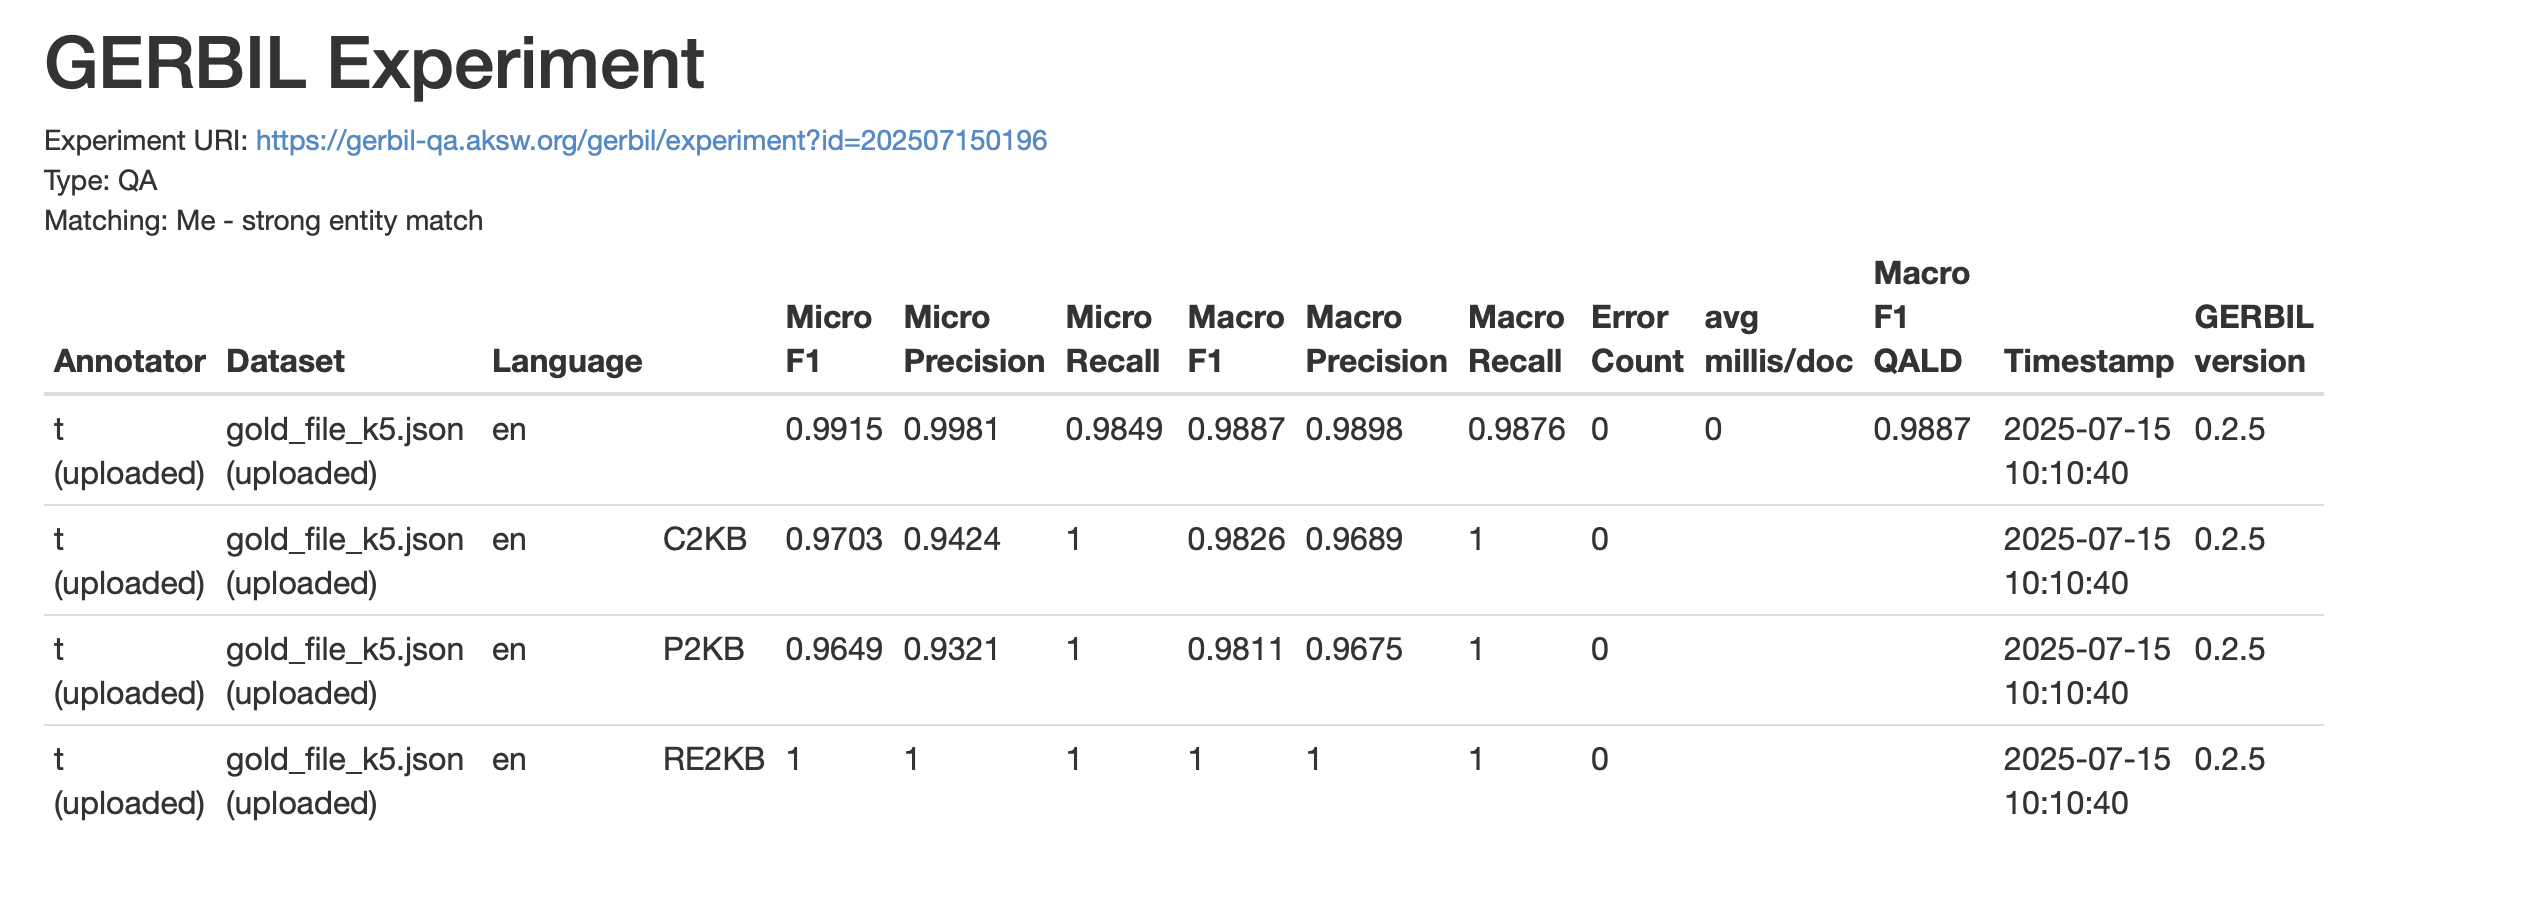 GERBIL Experiment
Experiment URI: https://gerbil-qa.aksw.org/gerbil/experiment?id=202507150196
Type: QA
Matching: Me - strong entity match
Annotator Dataset Language Micro F1 Micro Precision Micro Recall Macro F1 Macro Precision Macro Recall Error Count avg millis/doc Macro F1 QALD Timestamp GERBIL version
t (uploaded) gold_file_k5.json (uploaded) en 0.9915 0.9981 0.9849 0.9887 0.9898 0.9876 0 0 0.9887 2025-07-15 10:10:40 0.2.5
t (uploaded) gold_file_k5.json (uploaded) en C2KB 0.9703 0.9424 1 0.9826 0.9689 1 0 2025-07-15 10:10:40 0.2.5
t (uploaded) gold_file_k5.json (uploaded) en P2KB 0.9649 0.9321 1 0.9811 0.9675 1 0 2025-07-15 10:10:40 0.2.5
t (uploaded) gold_file_k5.json (uploaded) en RE2KB 1 1 1 1 1 1 0 2025-07-15 10:10:40 0.2.5